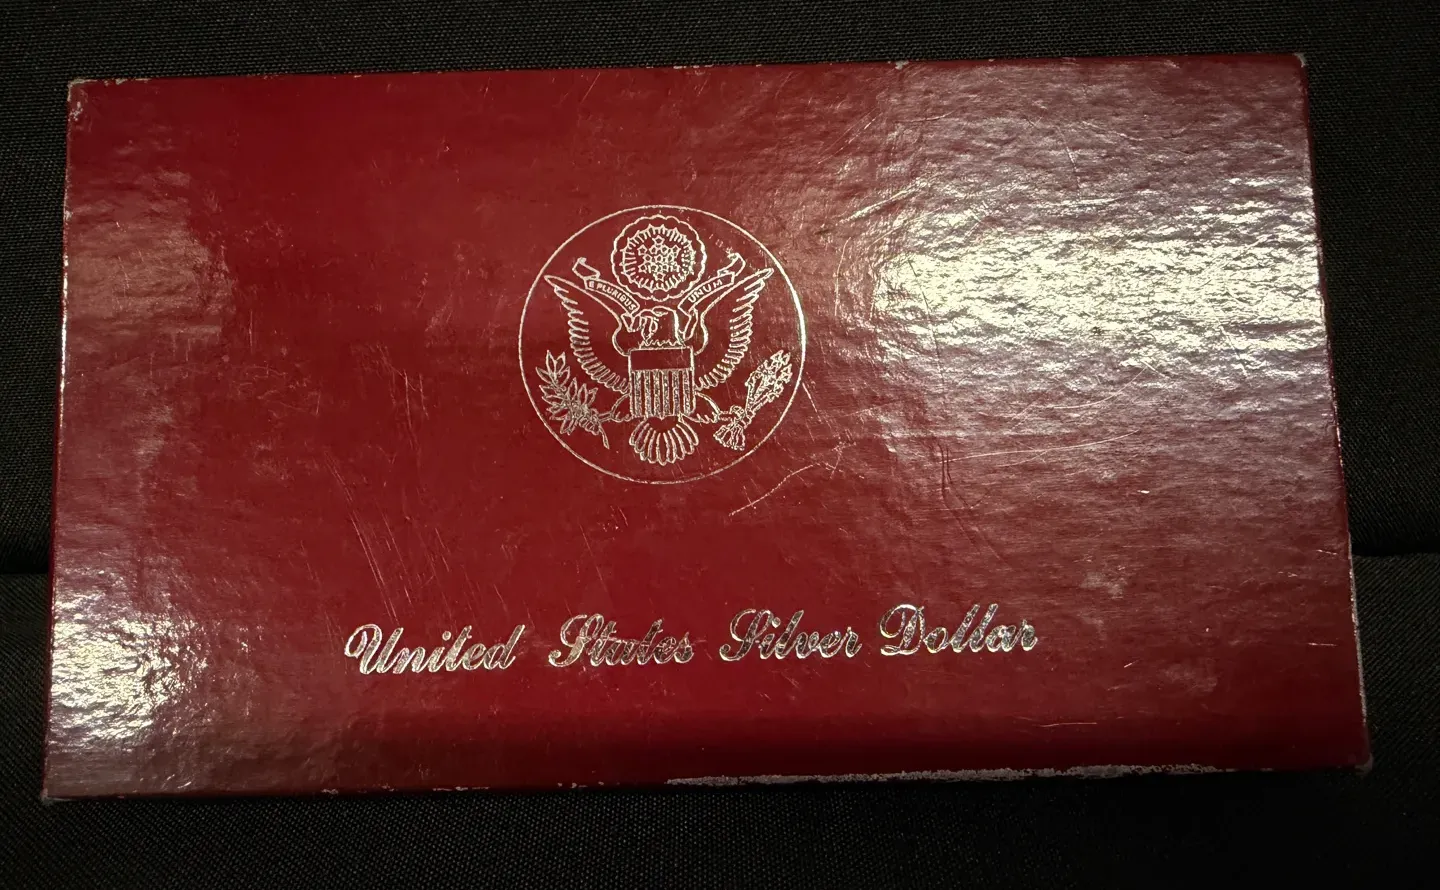 E PLURIBUS UNUM
United States Silver Dollar